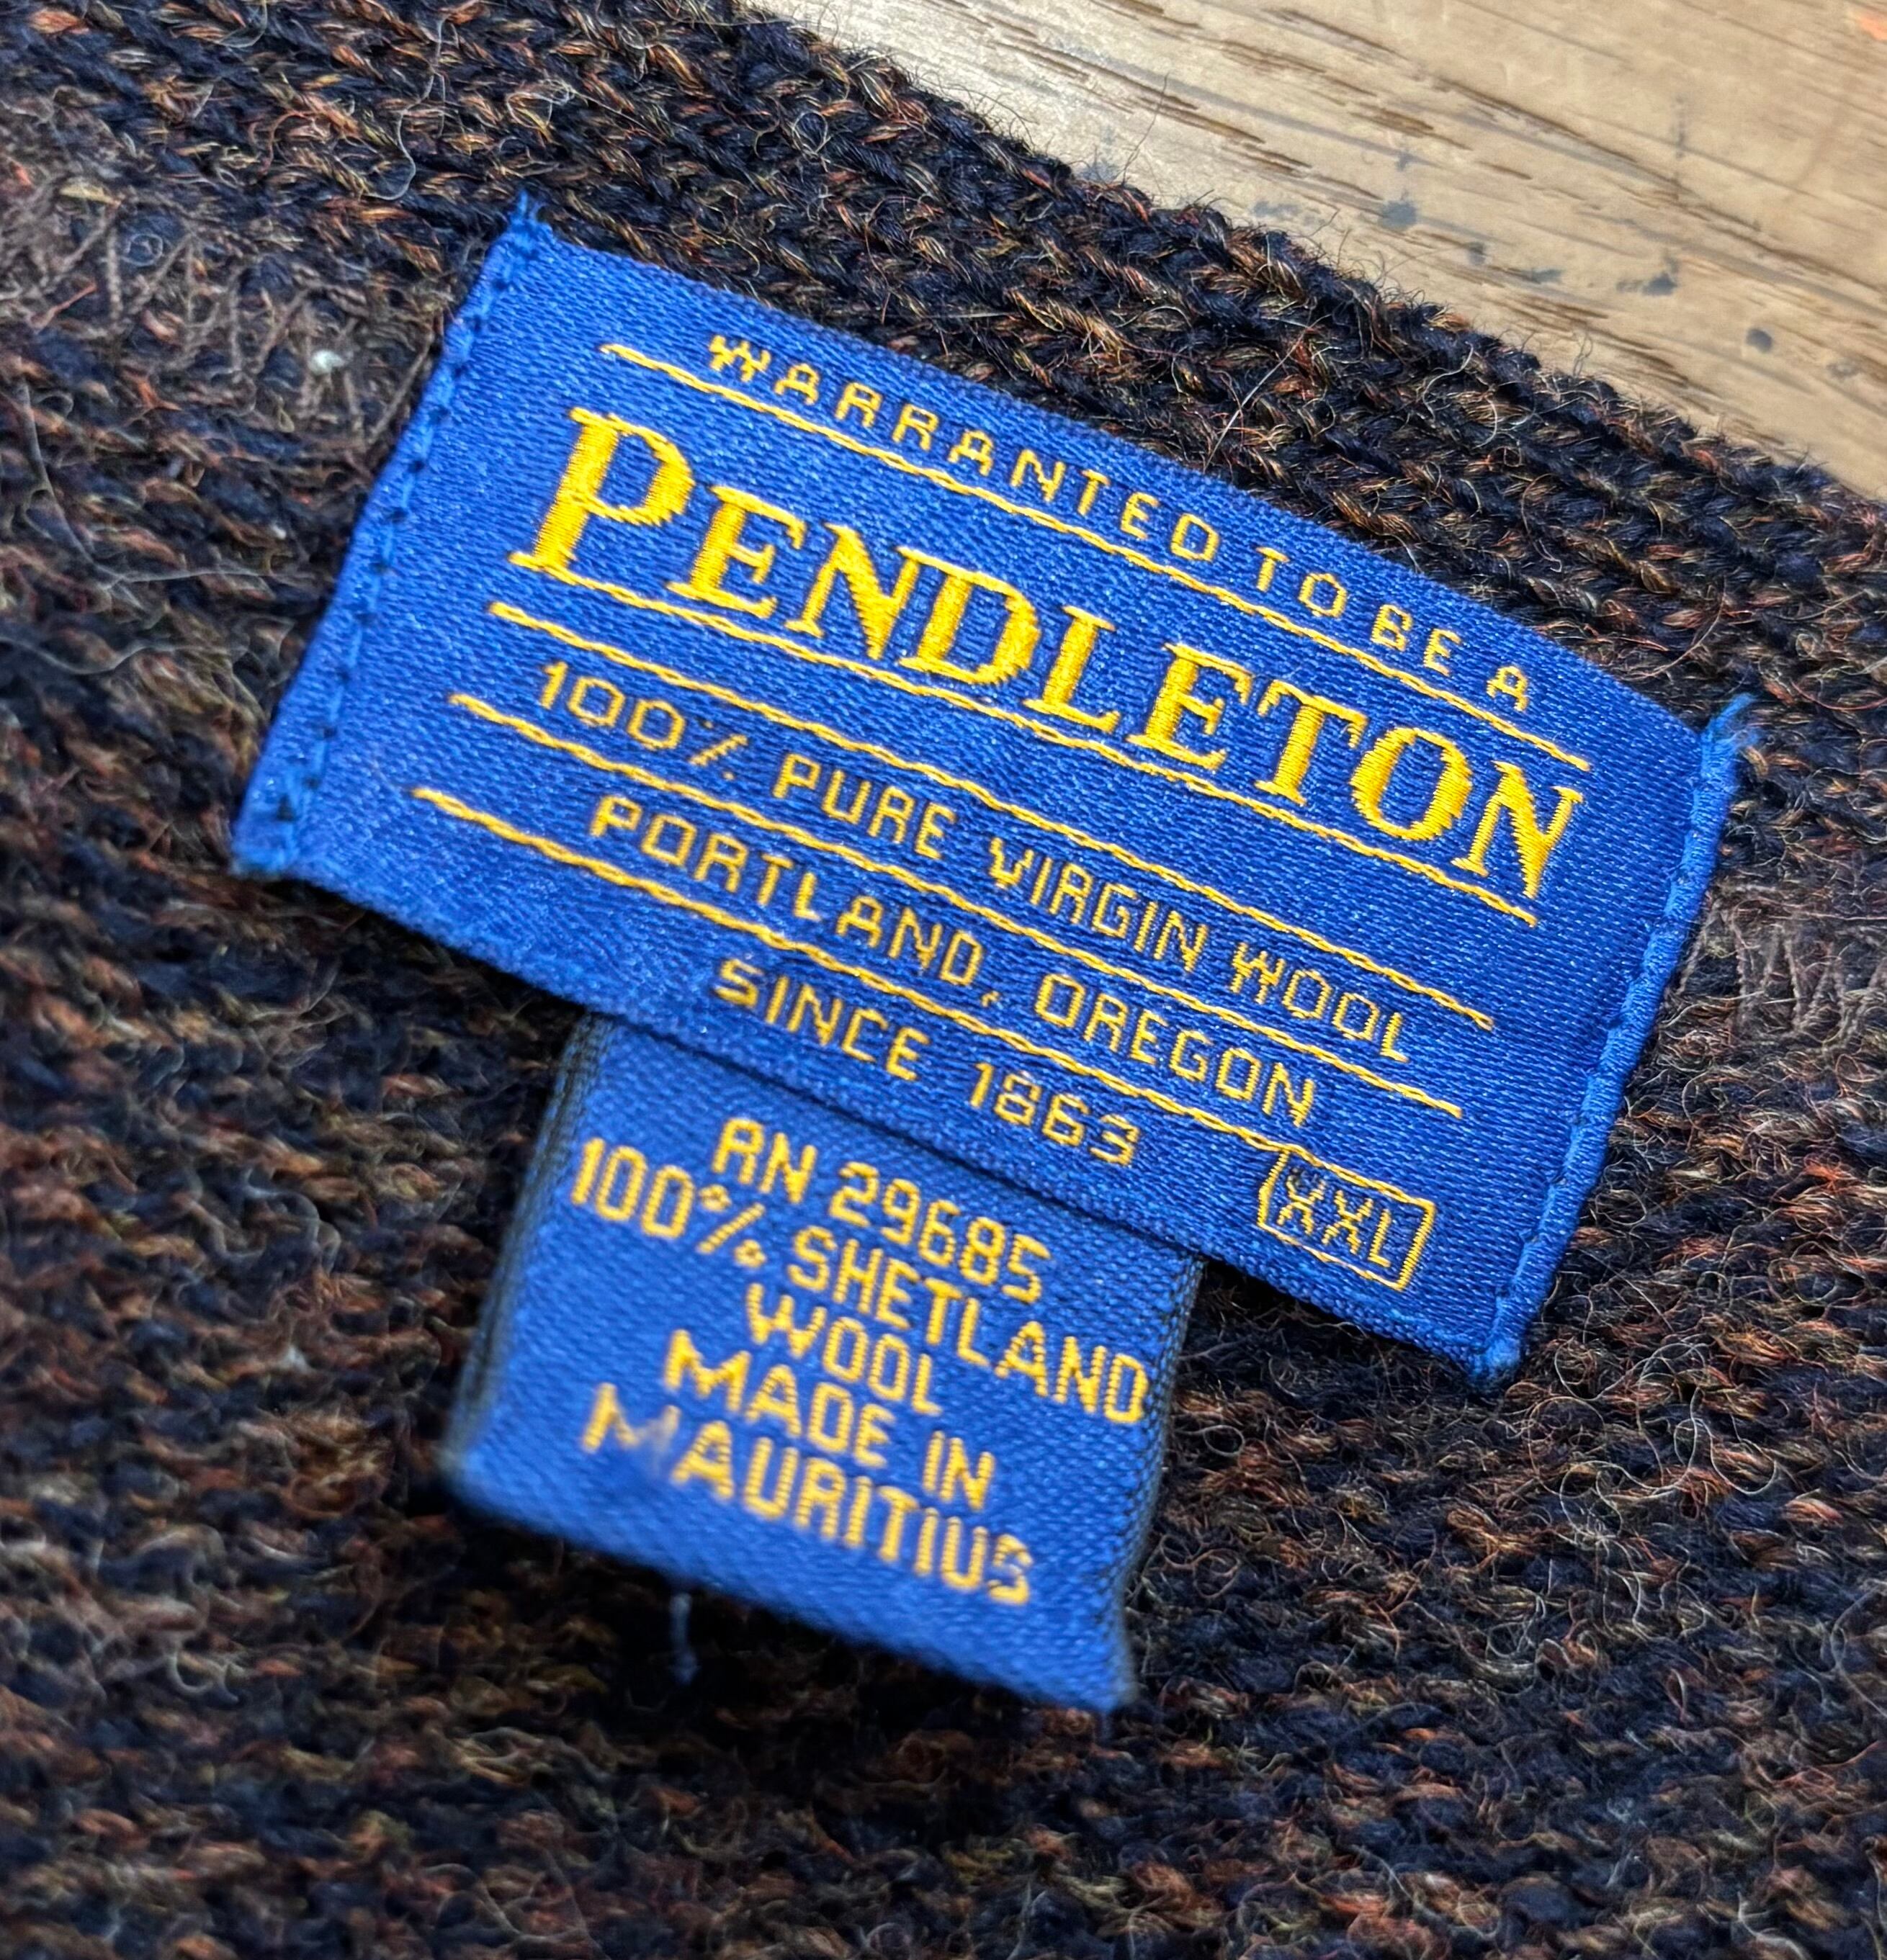 WARRANTED TO BE A
PENDLETON
100% PURE VIRGIN WOOL
PORTLAND, OREGON
SINCE 1863
XXL
RN 29685
100% SHETLAND
WOOL
MADE IN
MAURITIUS